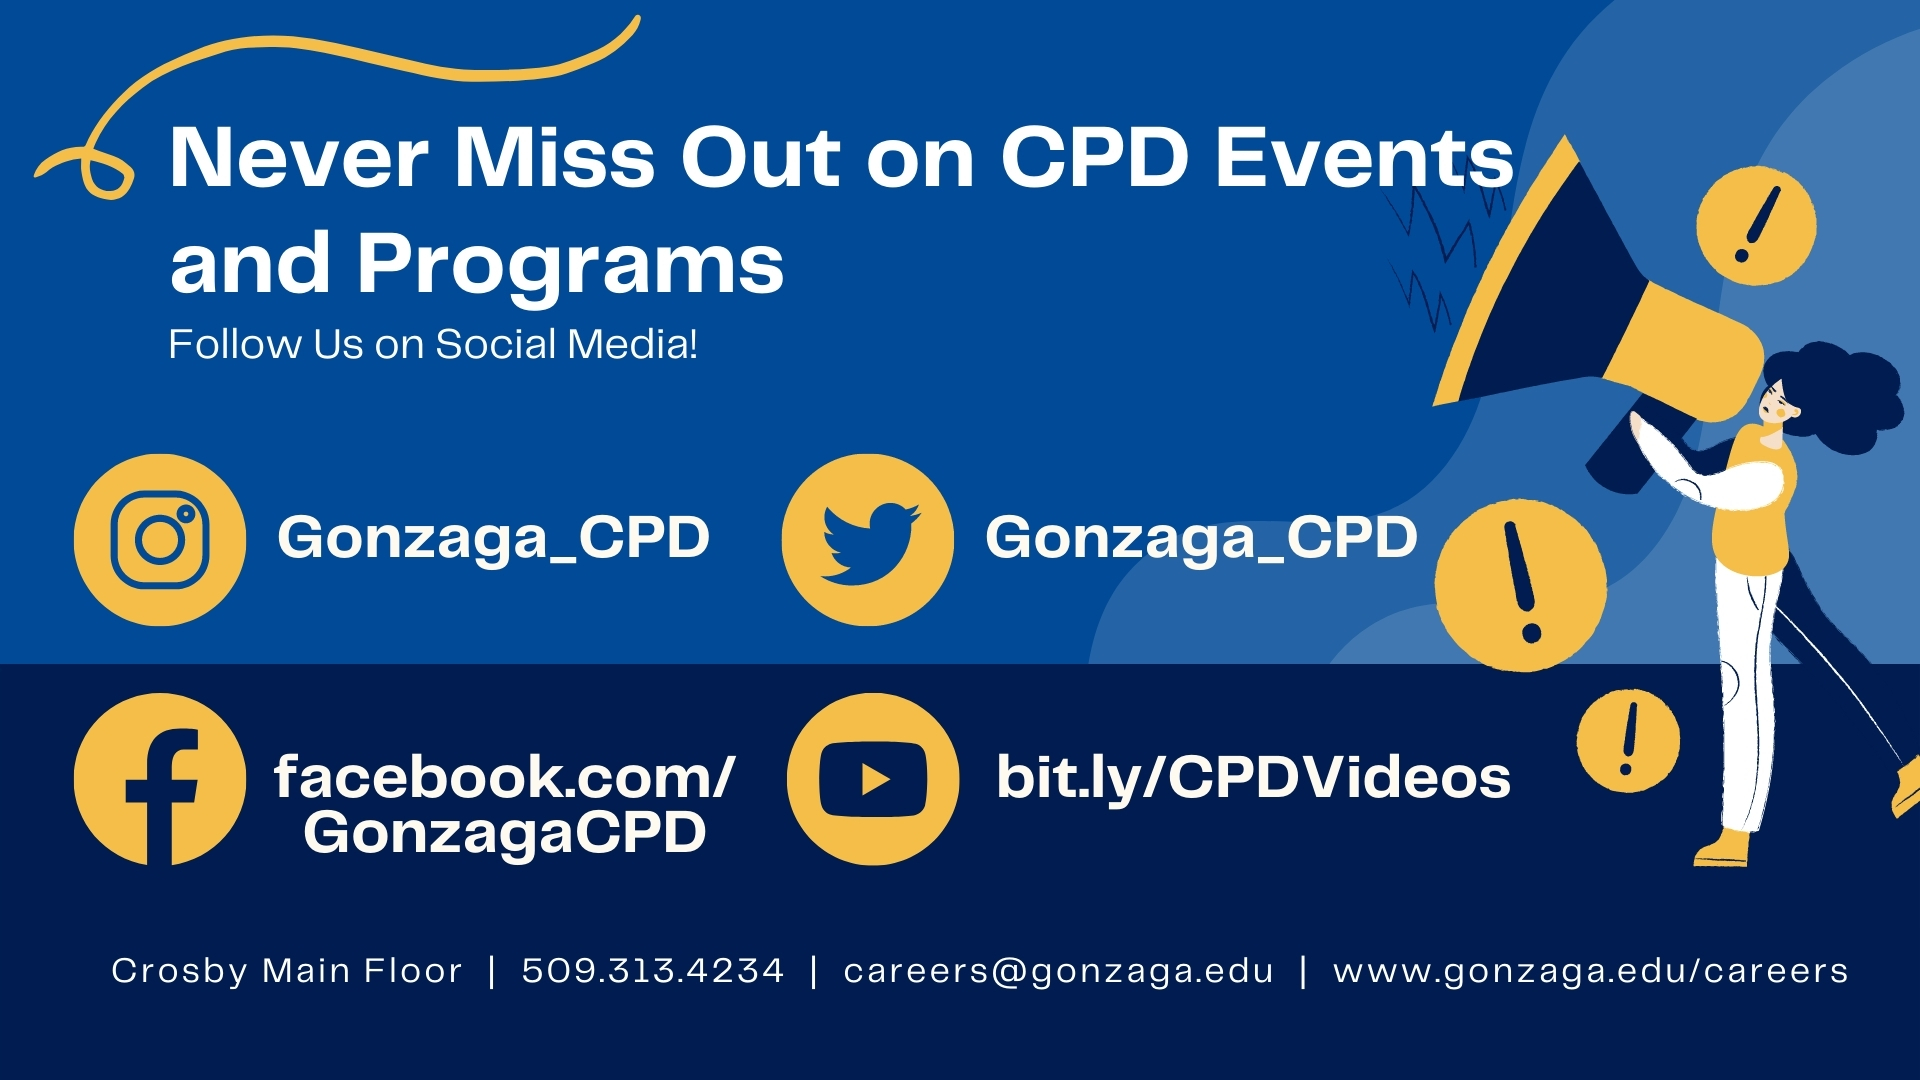 Never Miss Out on CPD Events
and Programs
Follow Us on Social Media!
Gonzaga_CPD
Gonzaga_CPD
facebook.com/
GonzagaCPD
bit.ly/CPDVideos
Crosby Main Floor | 509.313.4234 | careers@gonzaga.edu | www.gonzaga.edu/careers